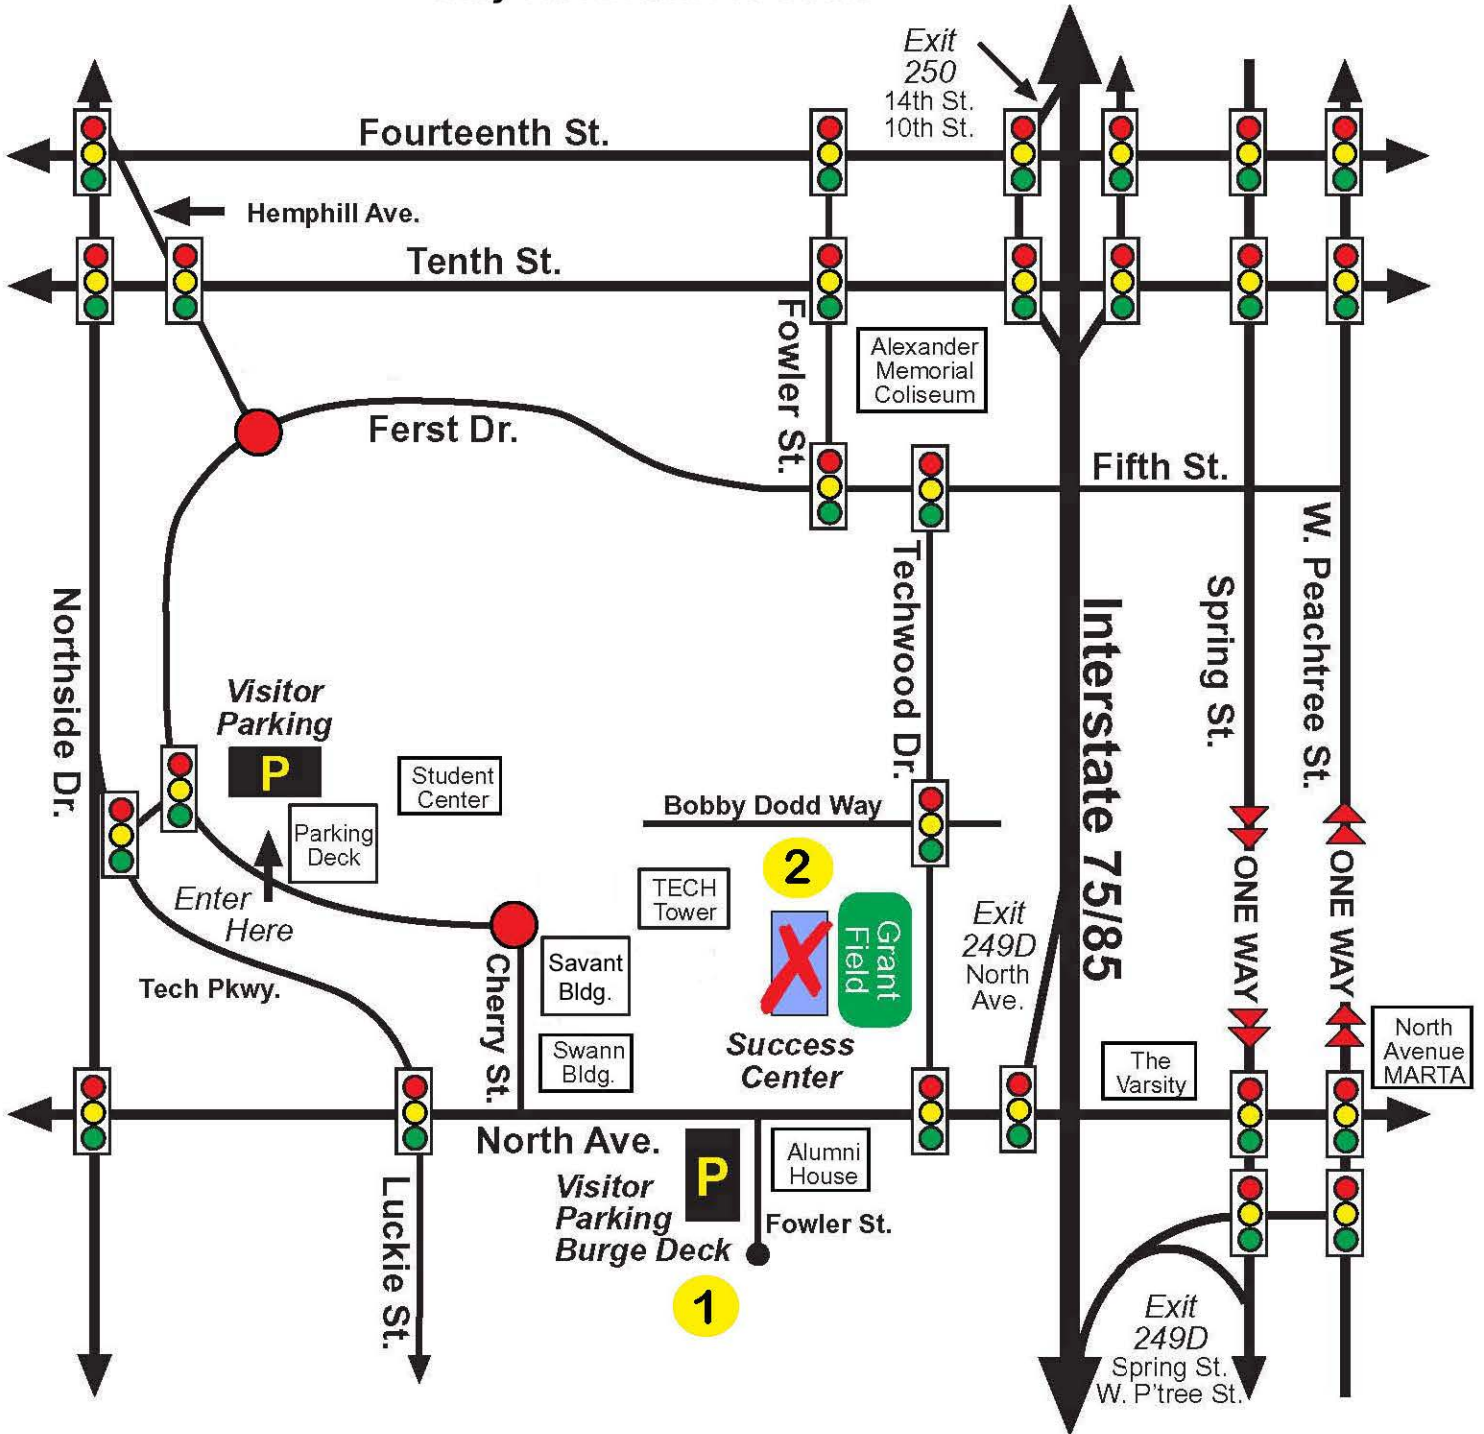 Exit
250
14th St.
10th St.
Fourteenth St.
Hemphill Ave.
Tenth St.
Fowler St.
Alexander
Memorial
Coliseum
Ferst Dr.
Fifth St.
Techwood Dr.
Northside Dr.
Interstate 75/85
Spring St.
W. Peachtree St.
Visitor
Parking
P
Student
Center
Parking
Deck
Bobby Dodd Way
2
TECH
Tower
Grant
Field
Enter
Here
Exit
249D
North
Ave.
ONE WAY
ONE WAY
Tech Pkwy.
Cherry St.
Savant
Bldg.
Swann
Bldg.
Success
Center
The
Varsity
North
Avenue
MARTA
North Ave.
P
Alumni
House
Visitor
Parking
Burge Deck
Fowler St.
Luckie St.
1
Exit
249D
Spring St.
W. P'tree St.